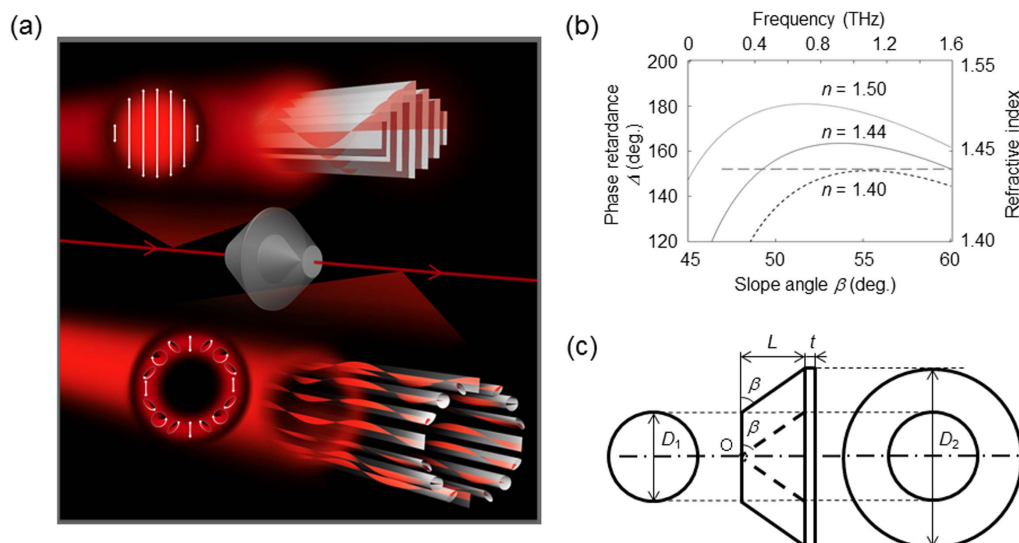 (a)
(b)
Frequency (THz)
0 0.4 0.8 1.2 1.6
Phase retardance
Δ (deg.)
200
180
160
140
120
n = 1.50
n = 1.44
n = 1.40
1.55
1.45
1.40
Refractive index
45 50 55 60
Slope angle β (deg.)
(c)
L t
β
β
D1
O
D2